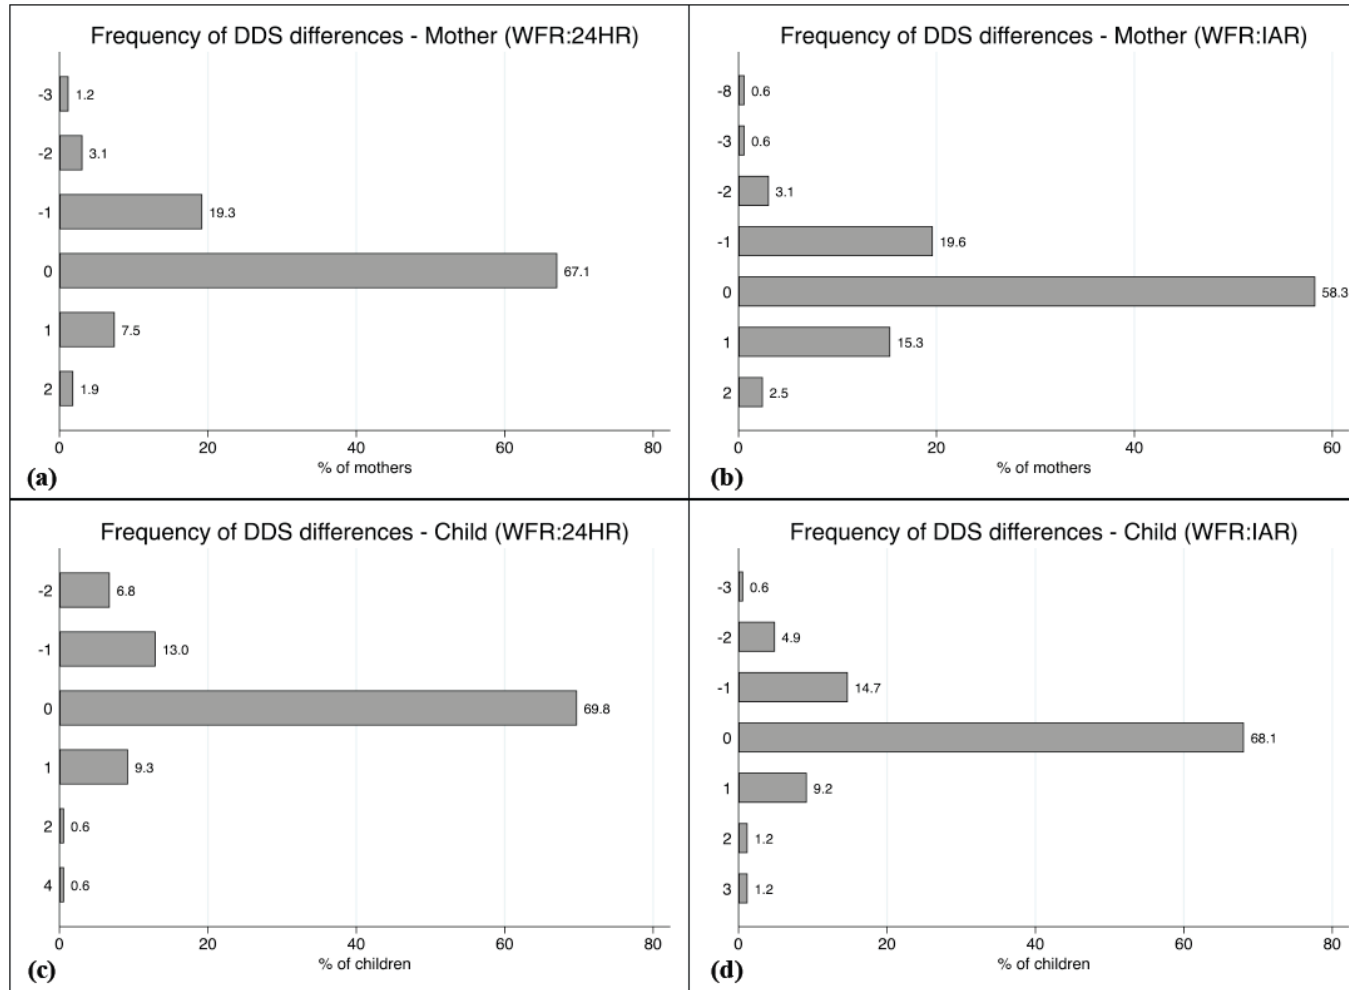 Frequency of DDS differences - Mother (WFR:24HR)
-3 1.2
-2 3.1
-1 19.3
0 67.1
1 7.5
2 1.9
0 20 40 60 80
% of mothers
(a)
Frequency of DDS differences - Mother (WFR:IAR)
-8 0.6
-3 0.6
-2 3.1
-1 19.6
0 58.3
1 15.3
2 2.5
0 20 40 60
% of mothers
(b)
Frequency of DDS differences - Child (WFR:24HR)
-2 6.8
-1 13.0
0 69.8
1 9.3
2 0.6
4 0.6
0 20 40 60 80
% of children
(c)
Frequency of DDS differences - Child (WFR:IAR)
-3 0.6
-2 4.9
-1 14.7
0 68.1
1 9.2
2 1.2
3 1.2
0 20 40 60 80
% of children
(d)